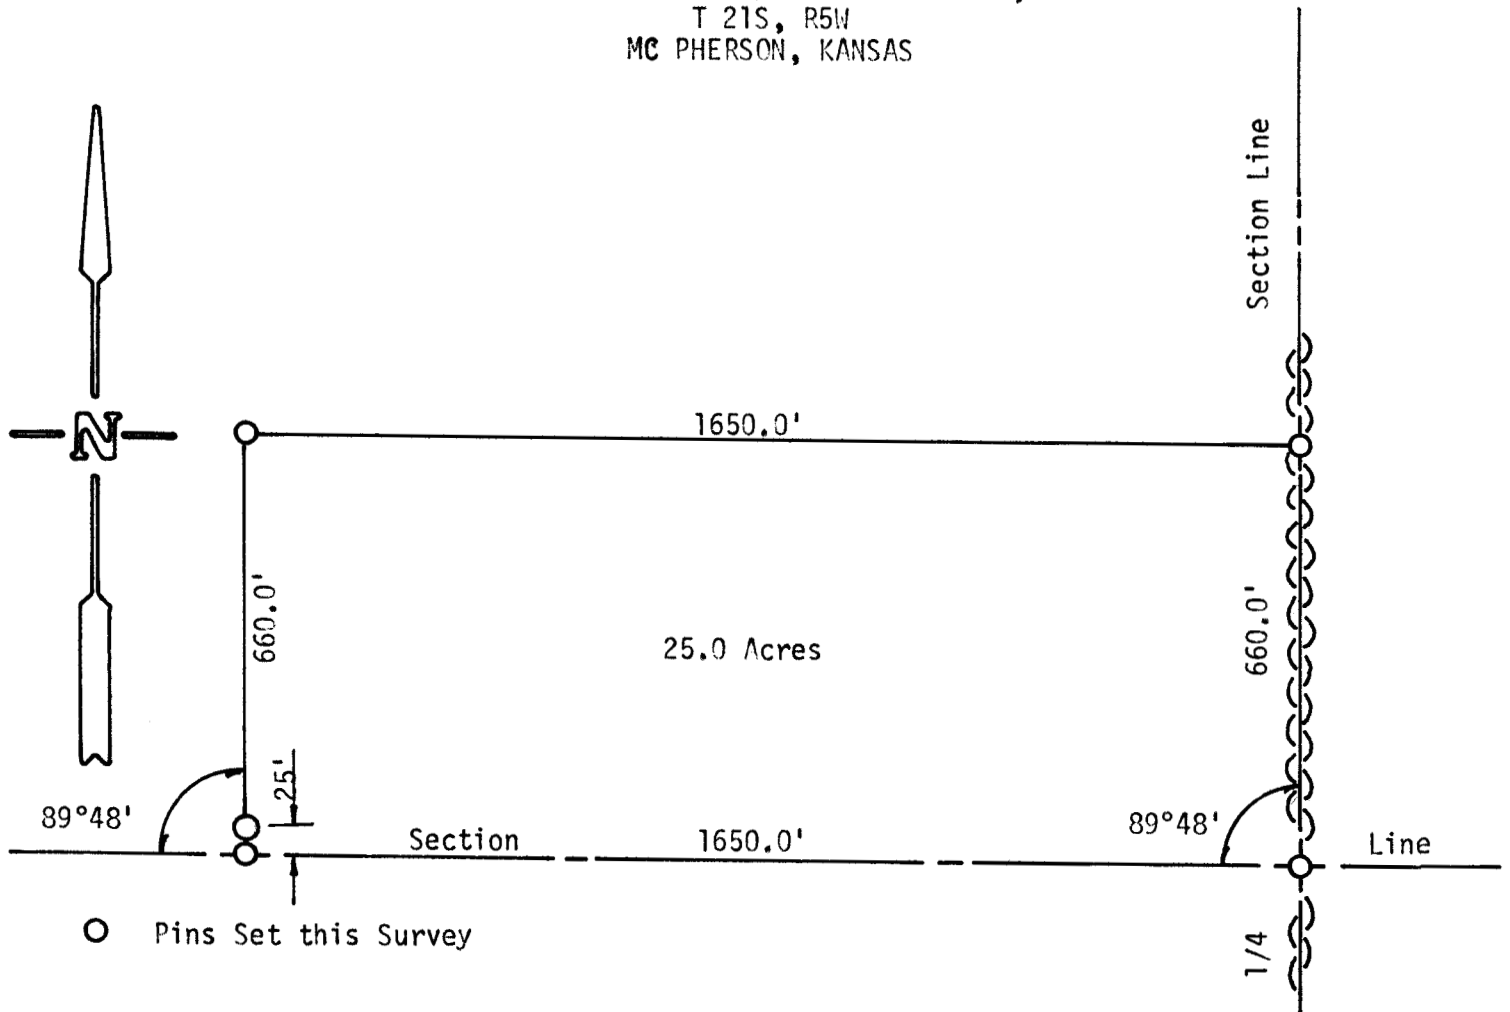 T 21S, R5W
MC PHERSON, KANSAS
Section Line
N
1650.0'
660.0'
25.0 Acres
660.0'
25'
89°48'
89°48'
Section 1650.0' Line
Pins Set this Survey
1/4